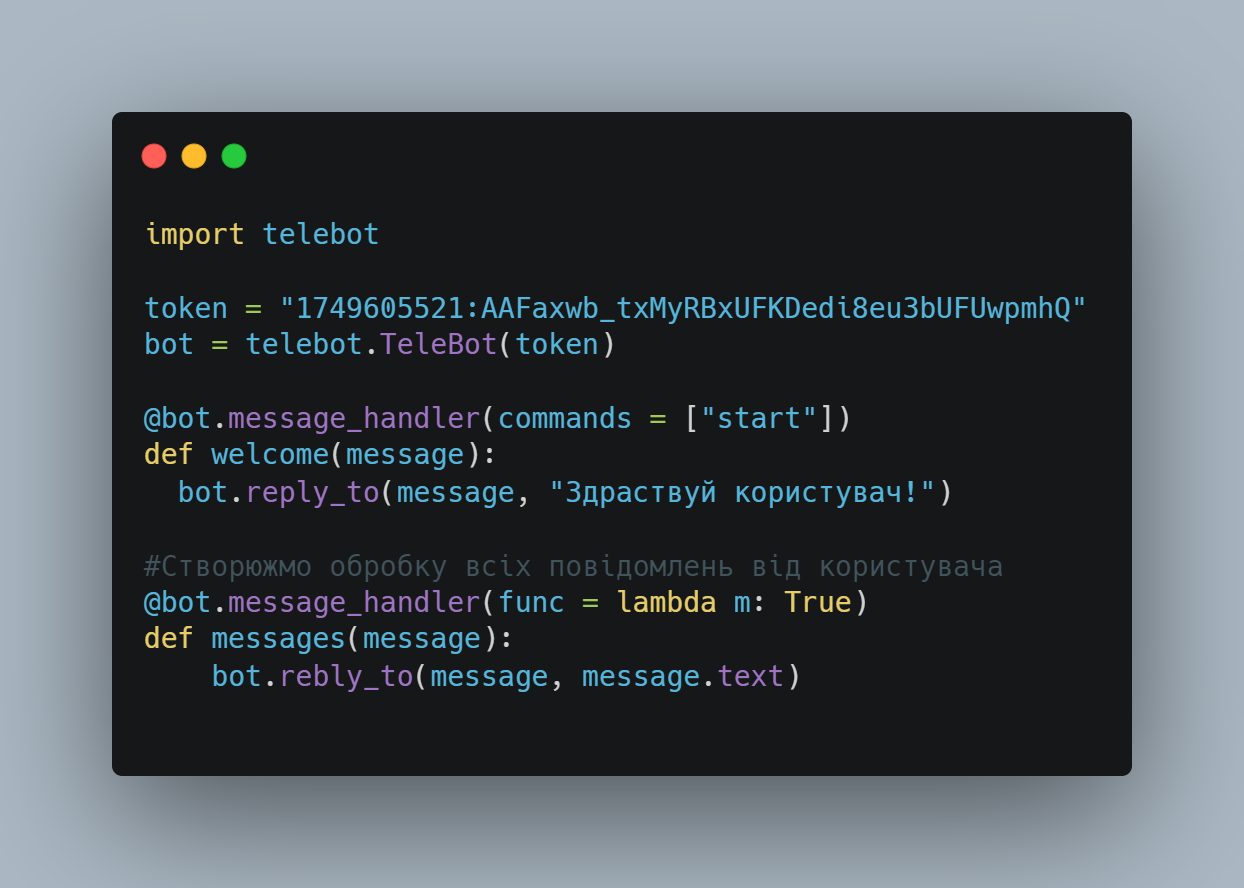 import telebot
token = "1749605521:AAFaxwb_txMyRBxUFKDedi8eu3bUFUwpmhQ"
bot = telebot.TeleBot(token)
@bot.message_handler(commands = ["start"])
def welcome(message):
bot.reply_to(message, "Здраствуй користувач!")
#Створюжмо обробку всіх повідомлень від користувача
@bot.message_handler(func = lambda m: True)
def messages(message):
bot.rebly_to(message, message.text)